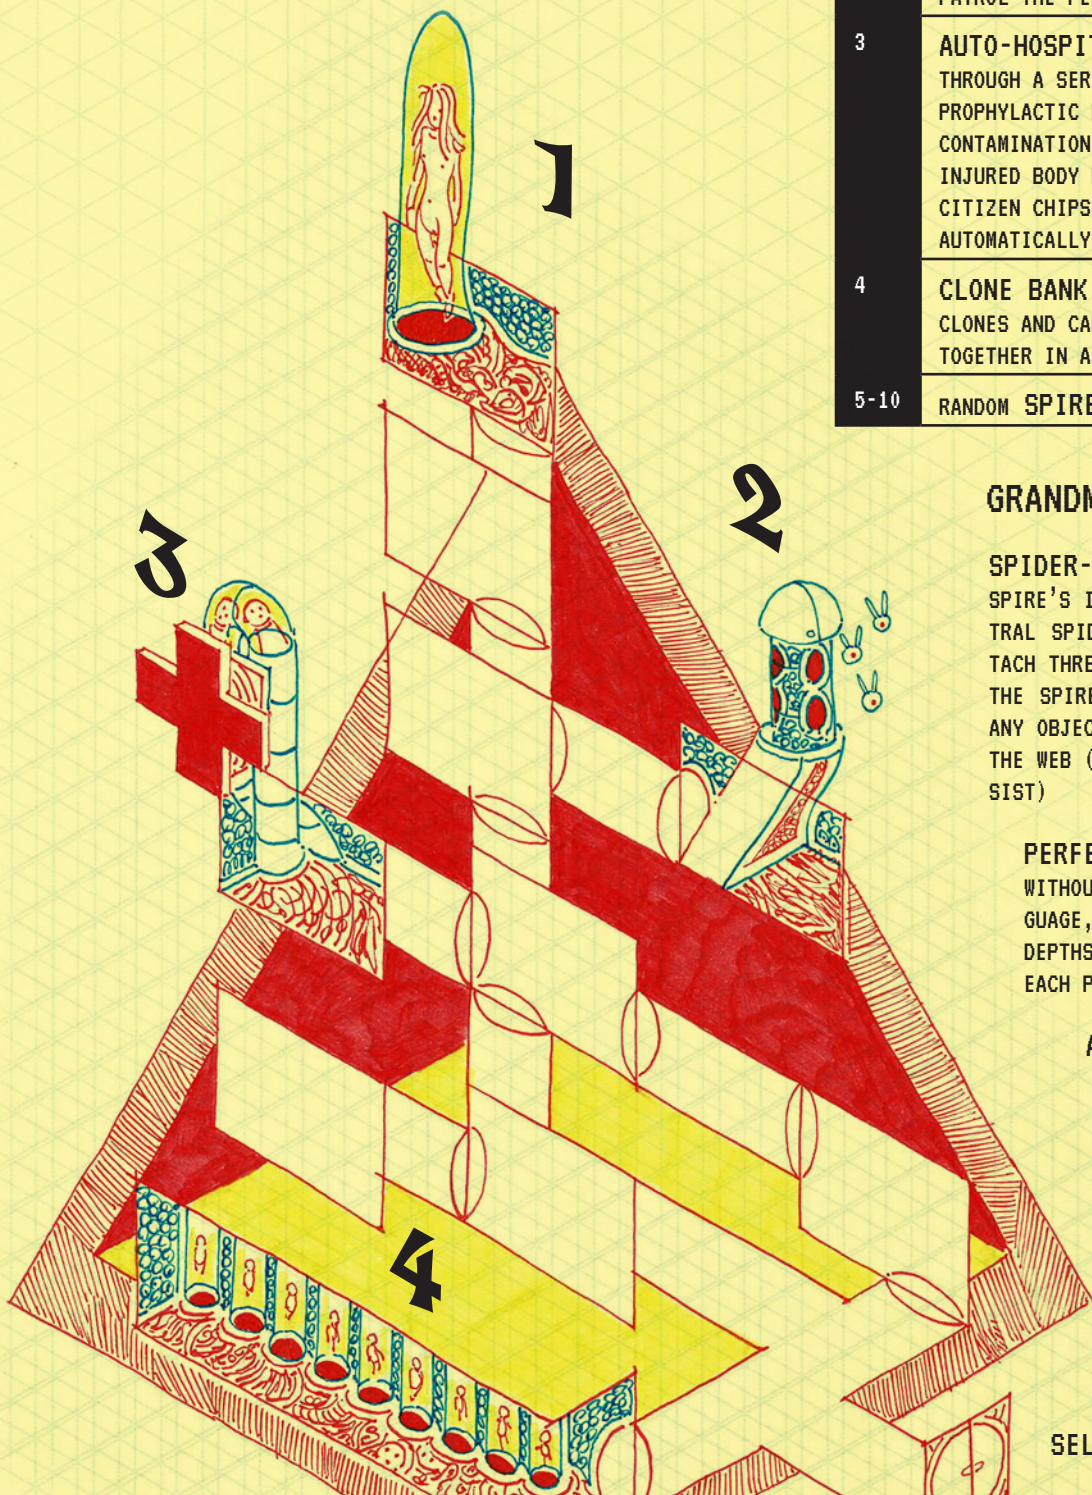 3
AUTO-HOSPIT
THROUGH A SER
PROPHYLACTIC
CONTAMINATION
INJURED BODY
CITIZEN CHIPS
AUTOMATICALLY
4
CLONE BANK
CLONES AND CA
TOGETHER IN A
5-10
RANDOM SPIRE
1
2
3
4
GRANDM
SPIDER-
SPIRE'S I
TRAL SPID
TACH THRE
THE SPIRE
ANY OBJEC
THE WEB (
SIST)
PERFE
WITHOU
GUAGE,
DEPTHS
EACH P
A
SEL